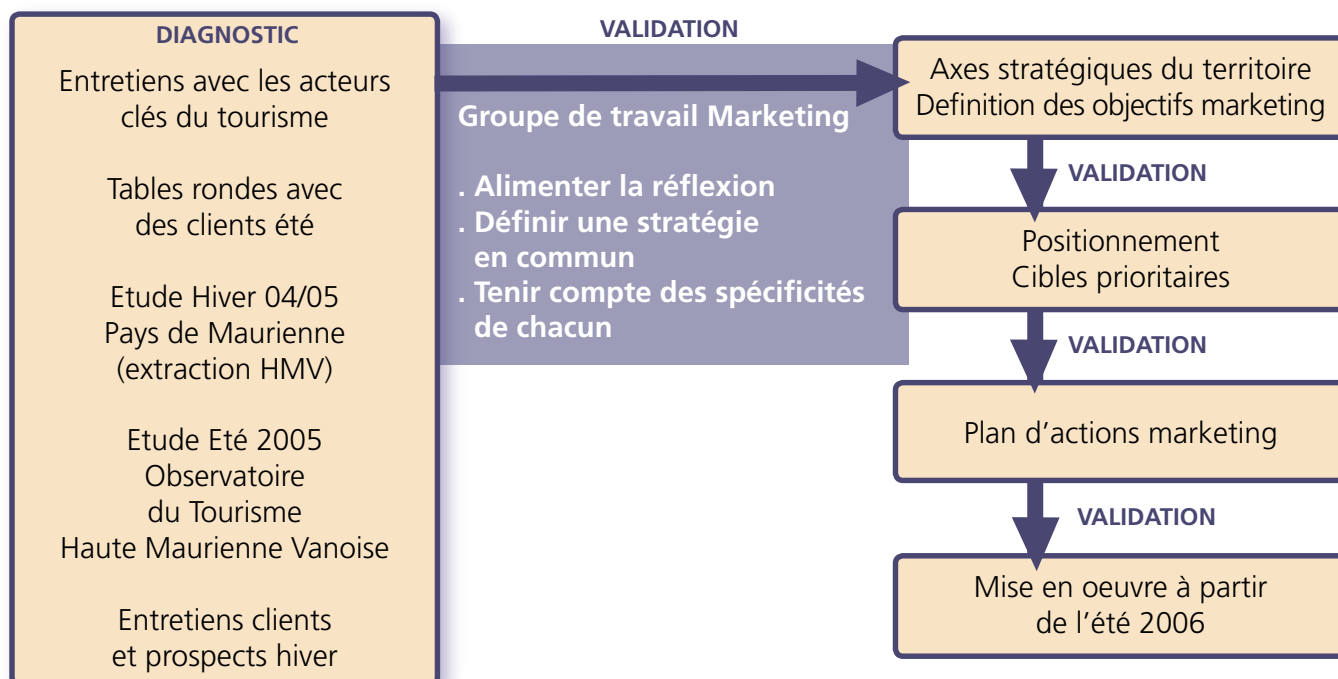 DIAGNOSTIC
Entretiens avec les acteurs
clés du tourisme
Tables rondes avec
des clients été
Etude Hiver 04/05
Pays de Maurienne
(extraction HMV)
Etude Eté 2005
Observatoire
du Tourisme
Haute Maurienne Vanoise
Entretiens clients
et prospects hiver
VALIDATION
Groupe de travail Marketing
. Alimenter la réflexion
. Définir une stratégie
en commun
. Tenir compte des spécificités
de chacun
Axes stratégiques du territoire
Definition des objectifs marketing
VALIDATION
Positionnement
Cibles prioritaires
VALIDATION
Plan d'actions marketing
VALIDATION
Mise en oeuvre à partir
de l'été 2006